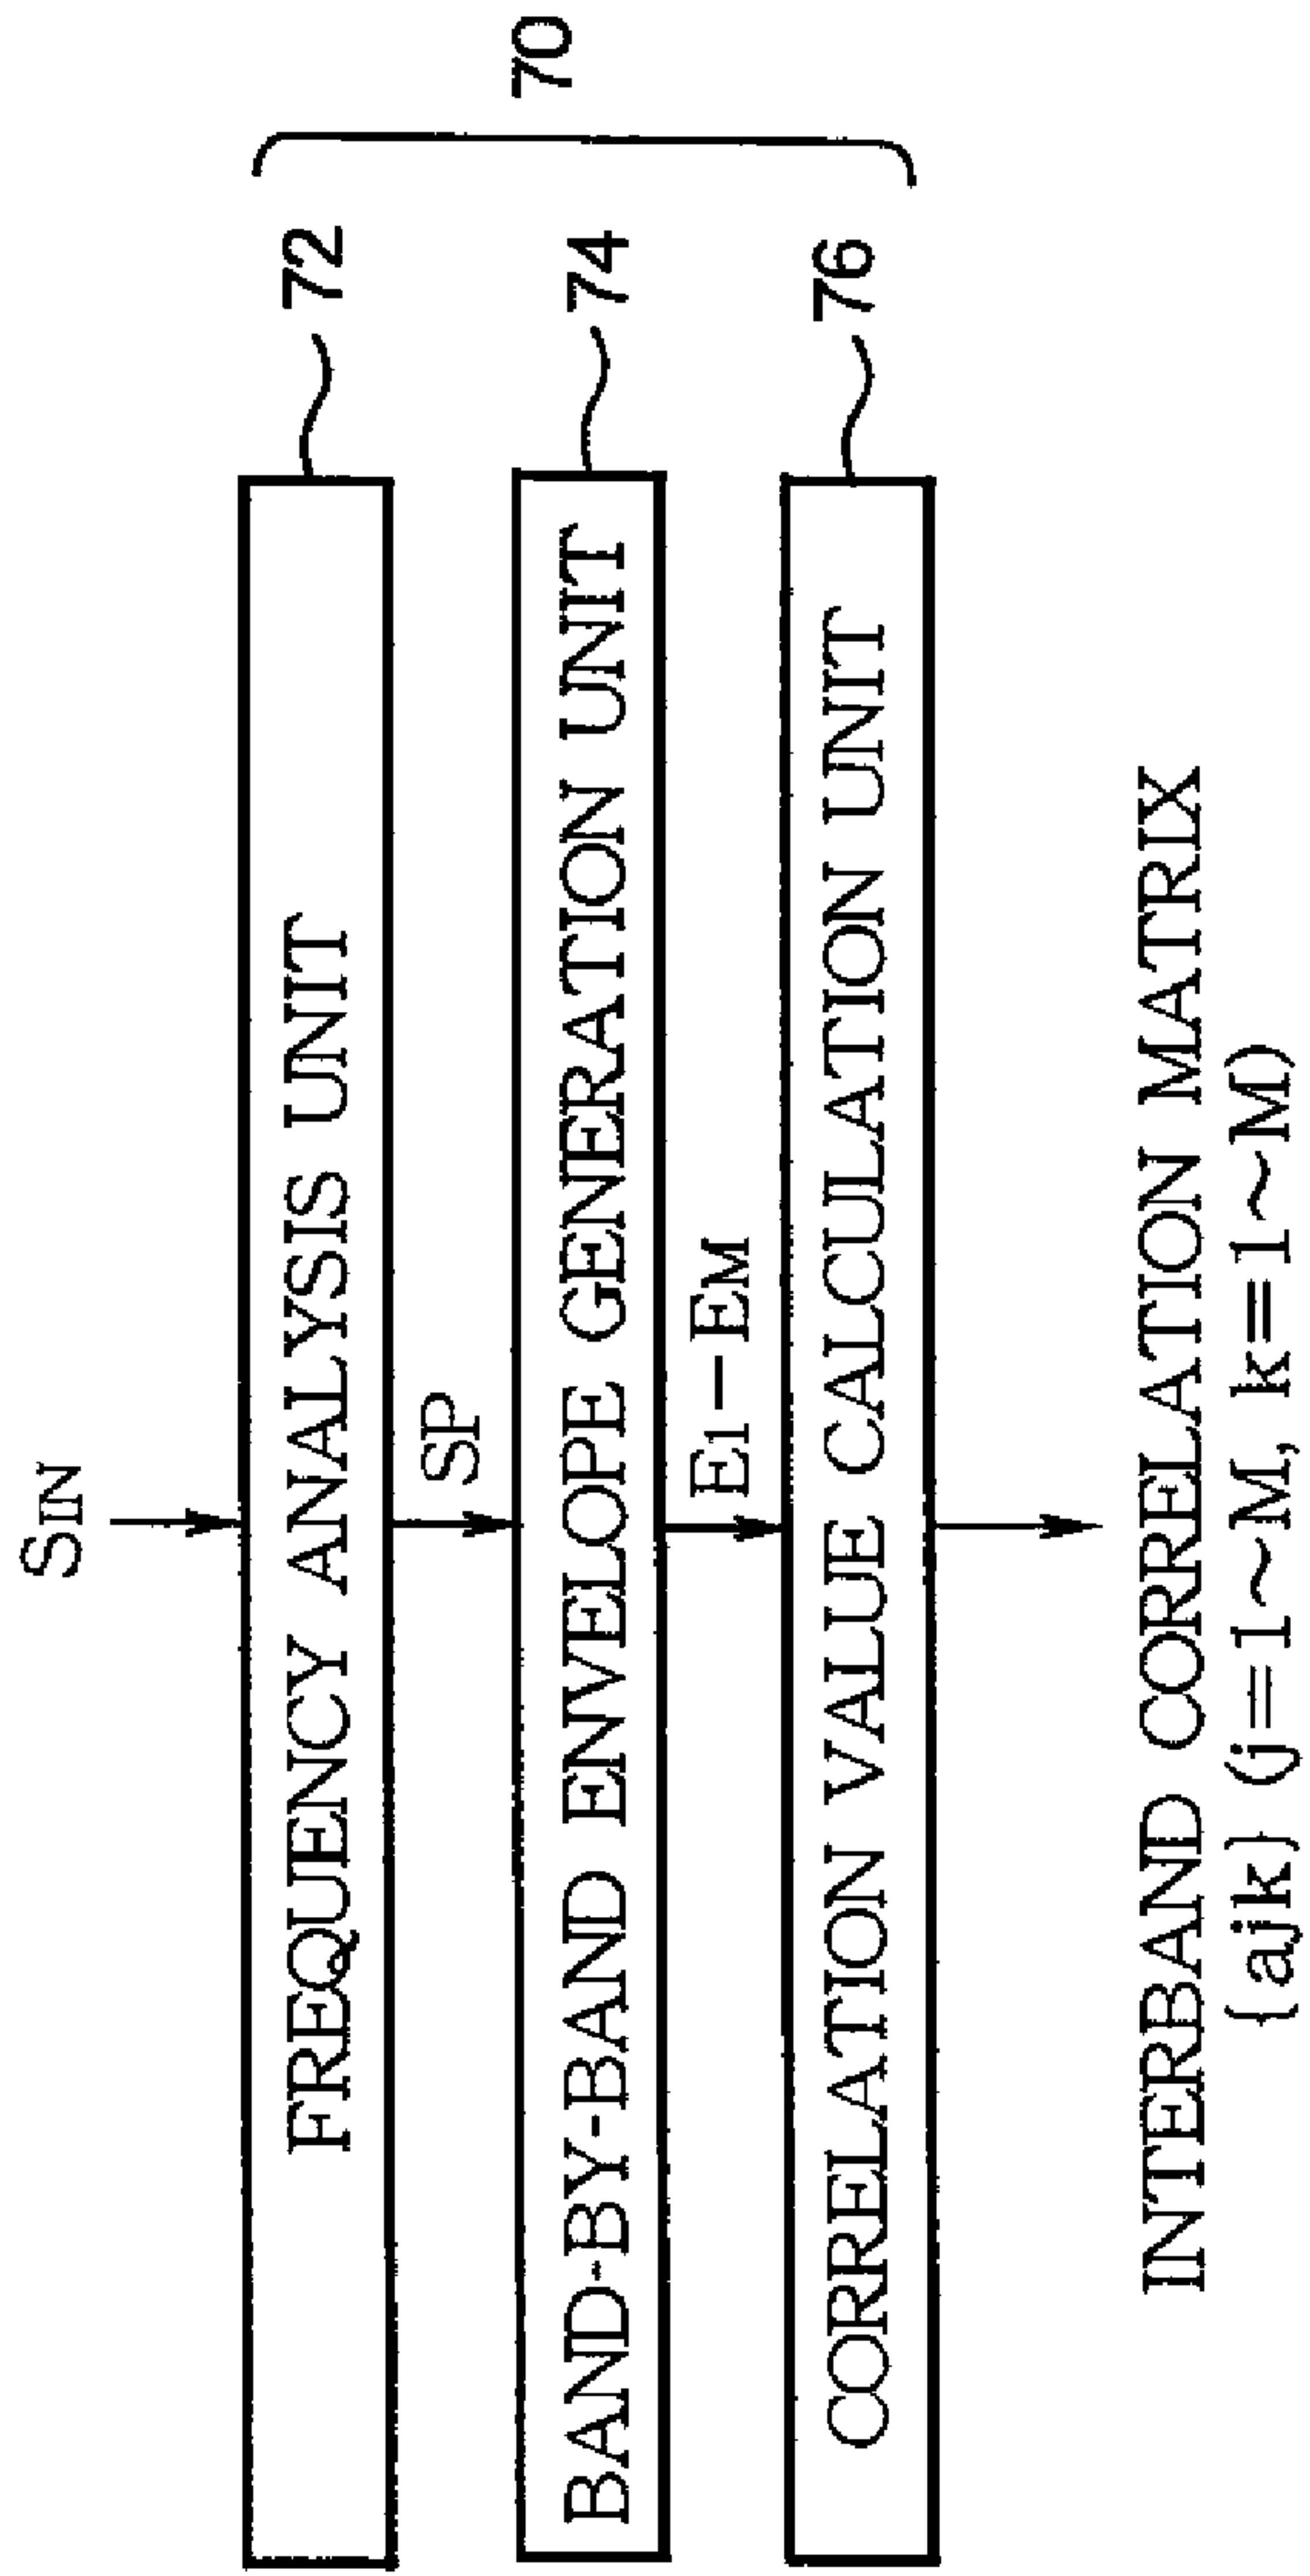 SIN
FREQUENCY ANALYSIS UNIT
72
SP
BAND-BY-BAND ENVELOPE GENERATION UNIT
74
70
E1-EM
CORRELATION VALUE CALCULATION UNIT
76
INTERBAND CORRELATION MATRIX
{ajk} (j=1~M, k=1~M)